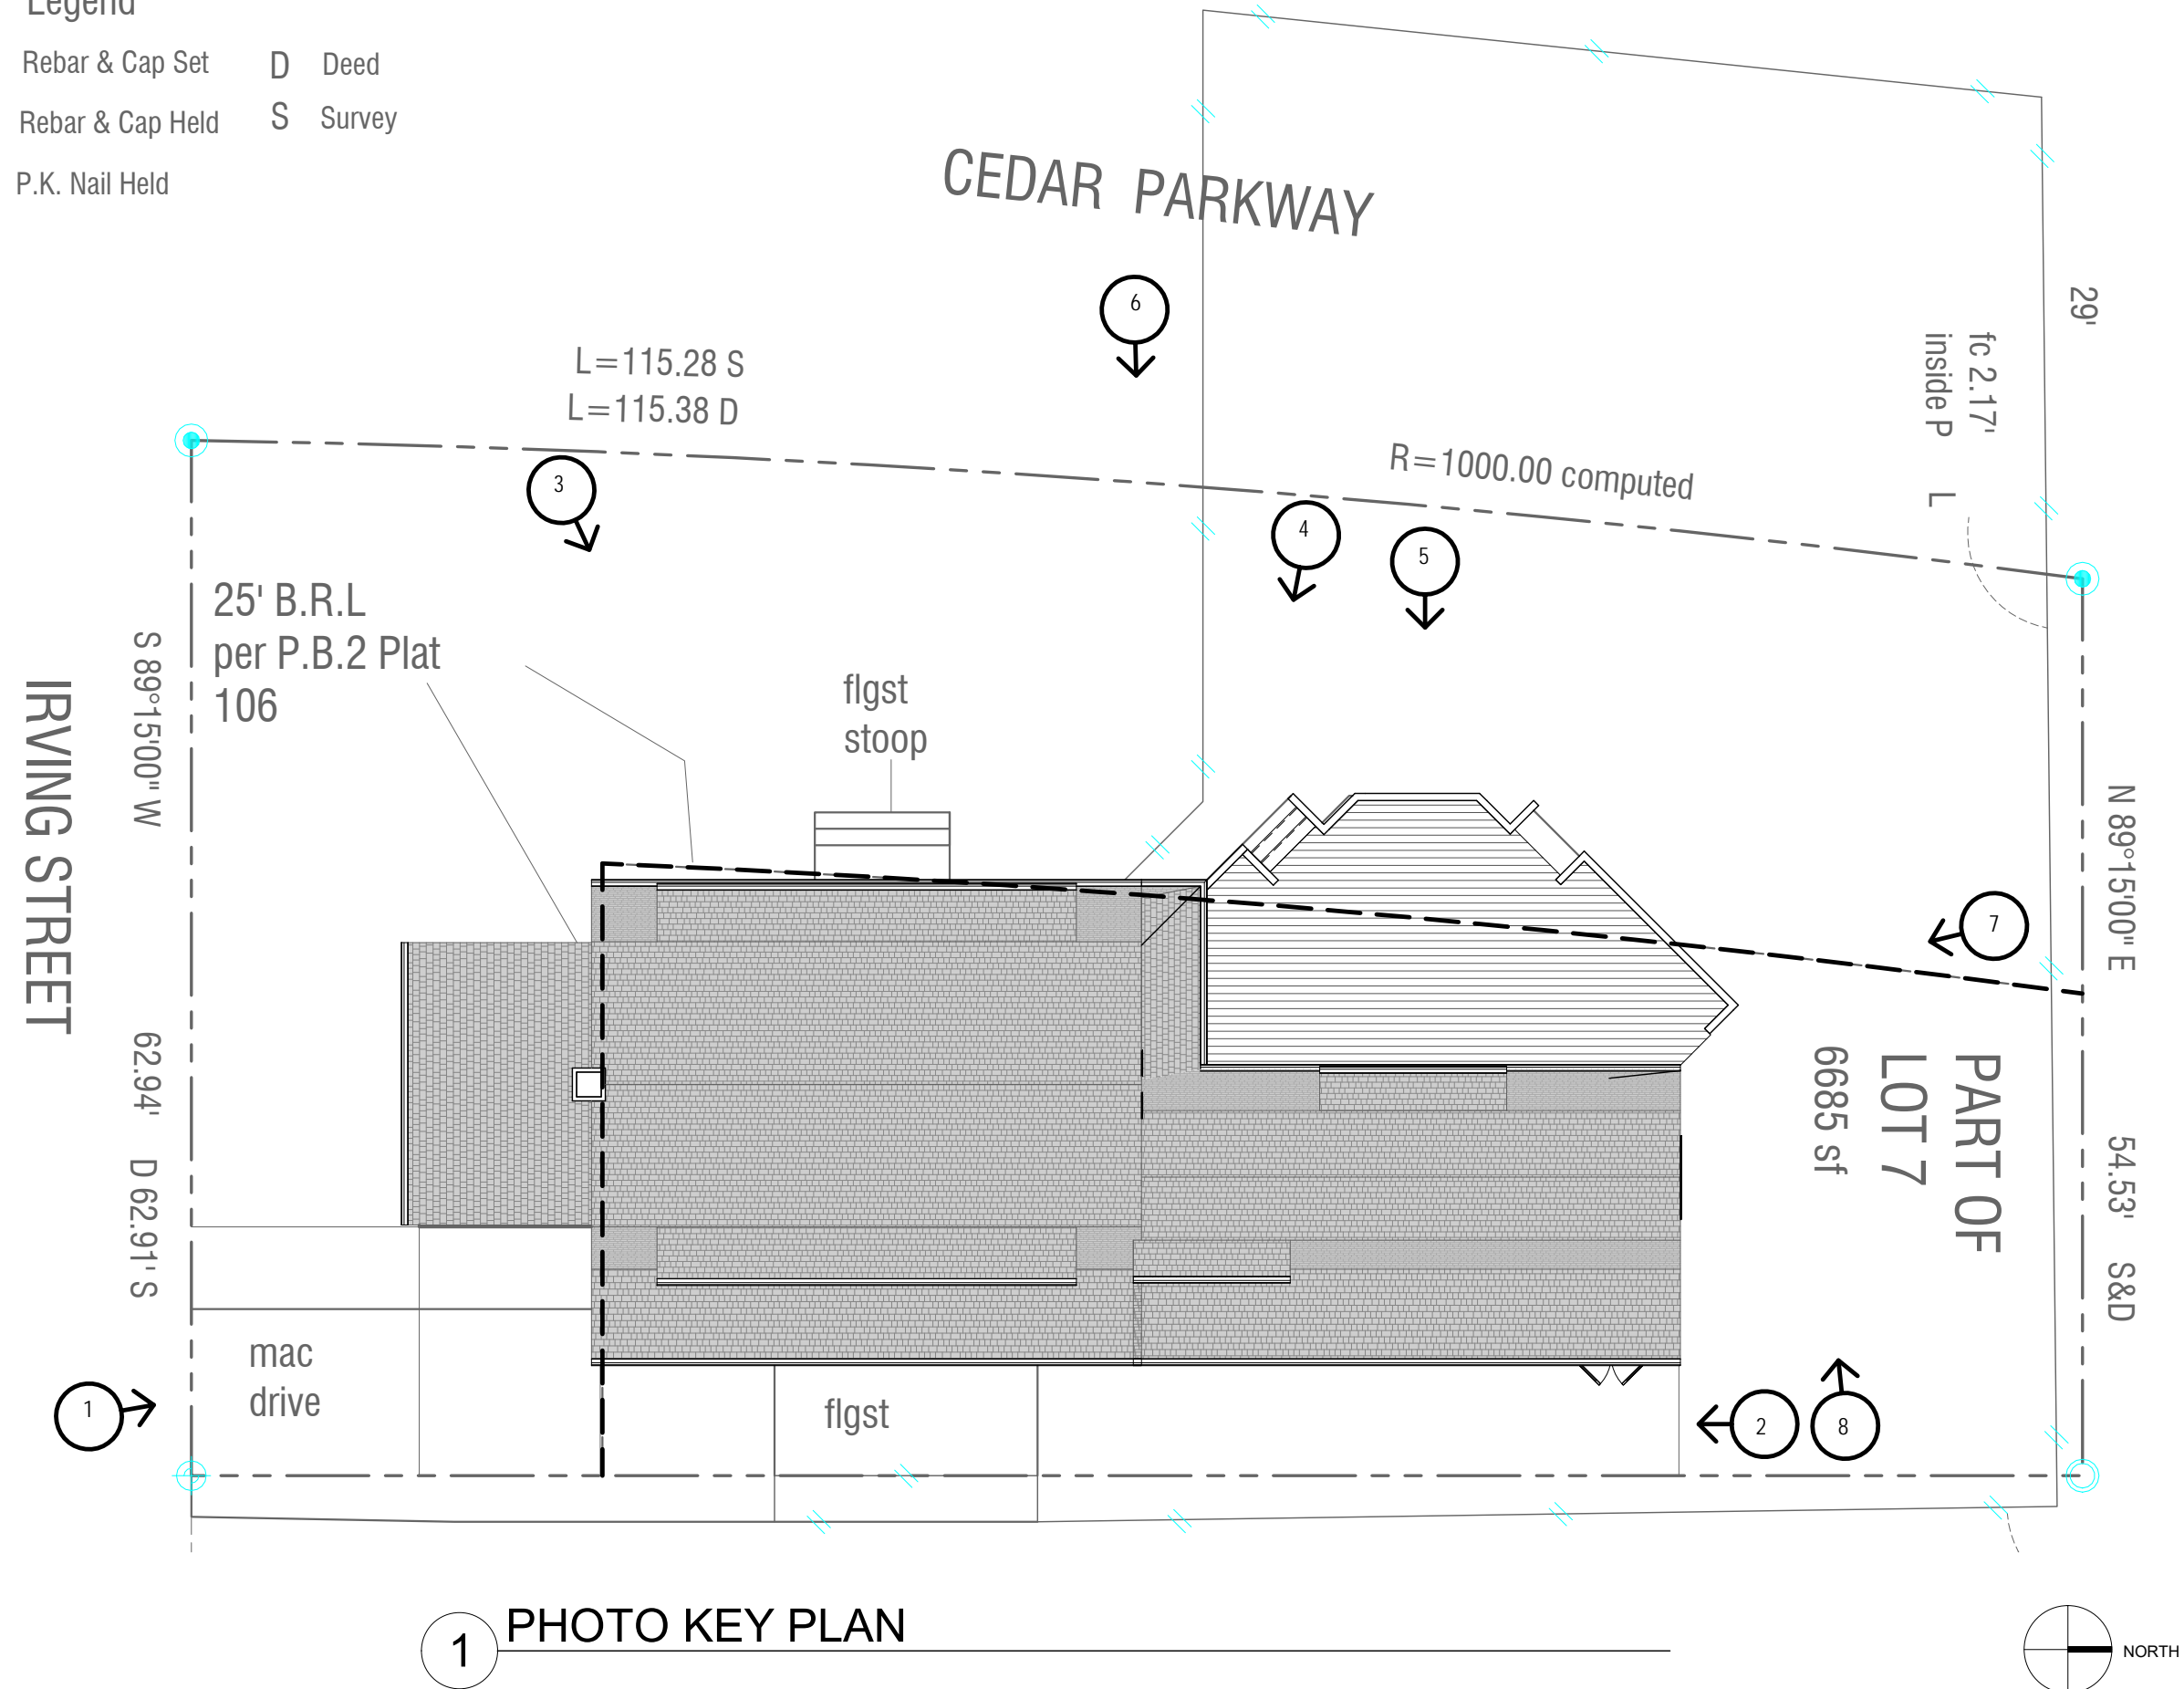 Legend
Rebar & Cap Set
D Deed
Rebar & Cap Held
S Survey
P.K. Nail Held
CEDAR PARKWAY
6
29'
fc 2.17'
inside P L
L=115.28 S
L=115.38 D
R=1000.00 computed
3
4
5
25' B.R.L
per P.B.2 Plat
106
flgst
stoop
IRVING STREET
S 89°15'00" W
62.94' D 62.91' S
N 89°15'00" E
54.53' S&D
7
PART OF
LOT 7
6685 sf
mac
drive
flgst
1
2
8
1 PHOTO KEY PLAN
NORTH